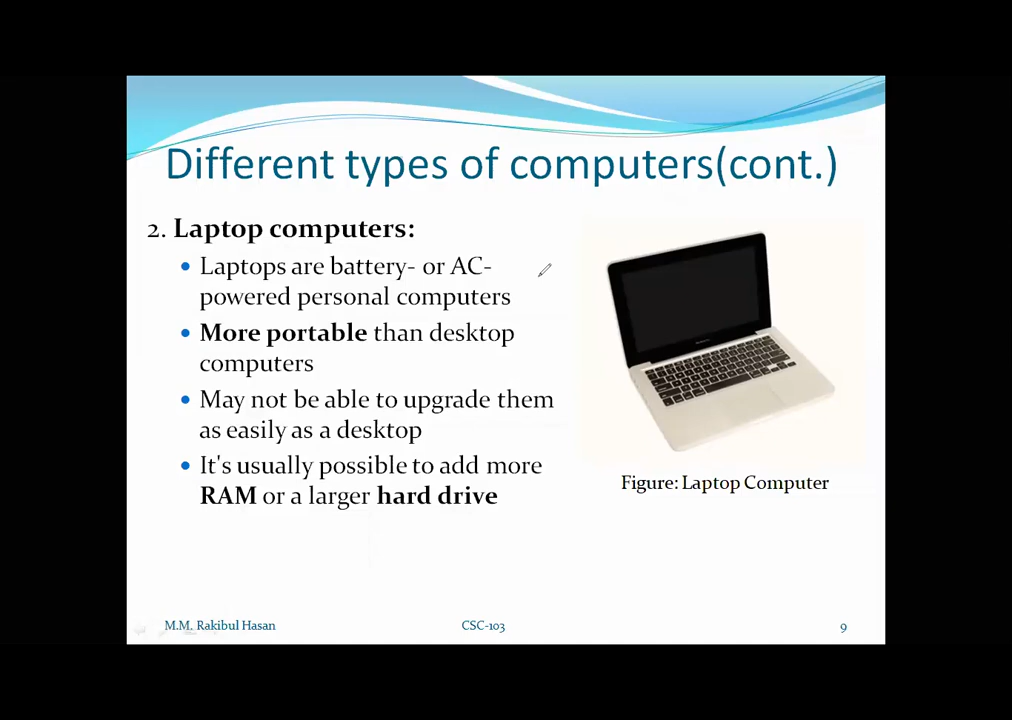 Different types of computers(cont.)
2. Laptop computers:
• Laptops are battery- or AC-
powered personal computers
• More portable than desktop
computers
• May not be able to upgrade them
as easily as a desktop
• It's usually possible to add more
RAM or a larger hard drive
Figure: Laptop Computer
M.M. Rakibul Hasan
CSC-103
9